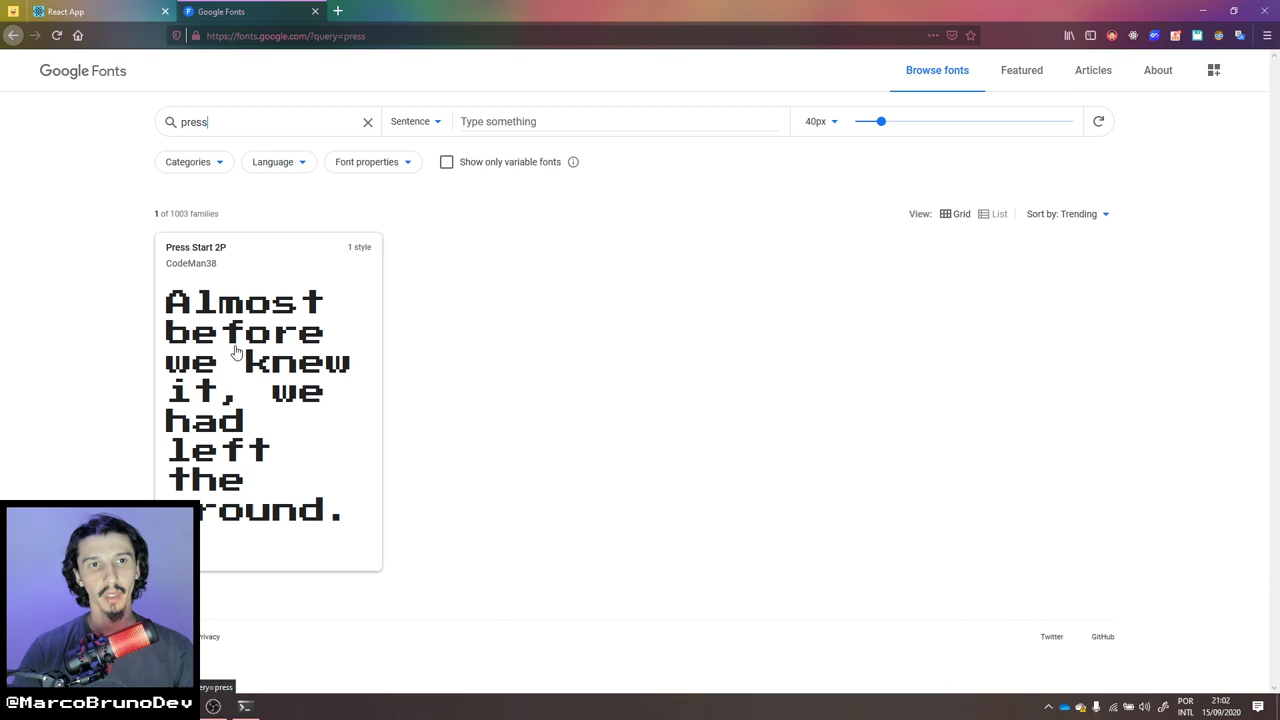 React App
Google Fonts
https://fonts.google.com/?query=press
Google Fonts
Browse fonts
Featured
Articles
About
press
Sentence
Type something
40px
Categories
Language
Font properties
Show only variable fonts
1 of 1003 families
View:
Grid
List
Sort by: Trending
Press Start 2P
1 style
CodeMan38
Almost
before
we knew
it, we
had
left
the
round.
rivacy
Twitter
GitHub
ery=press
@MarcoBrunoDev
POR
INTL
21:02
15/09/2020